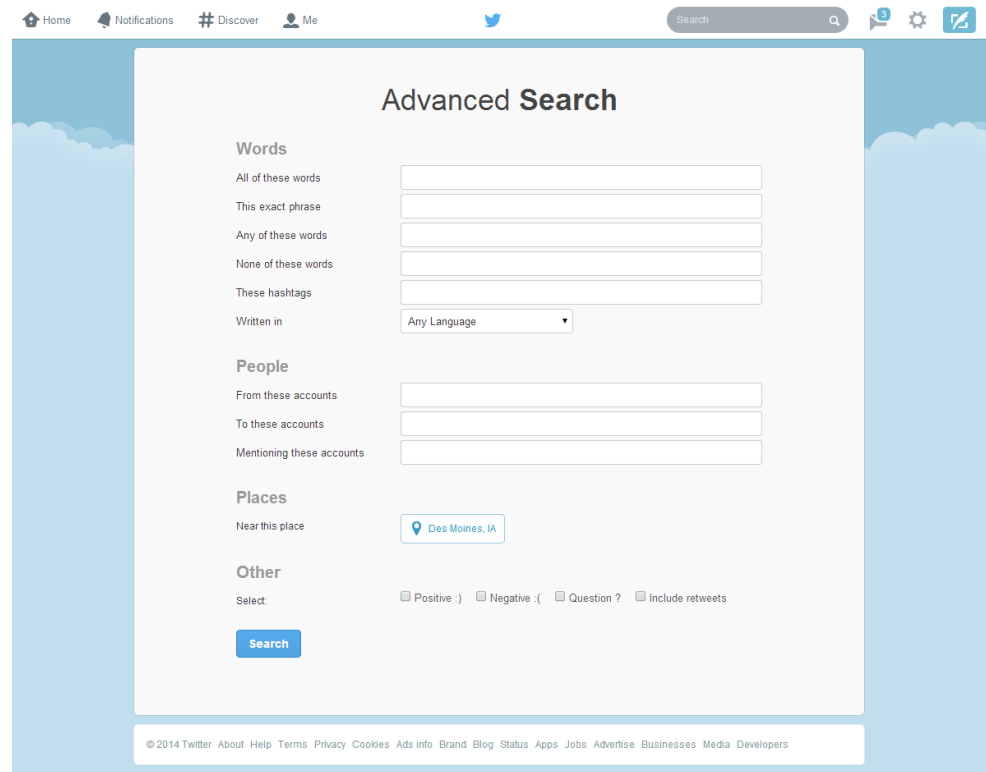 Home Notifications # Discover Me Search 3
Advanced Search
Words
All of these words
This exact phrase
Any of these words
None of these words
These hashtags
Written in Any Language
People
From these accounts
To these accounts
Mentioning these accounts
Places
Near this place Des Moines, IA
Other
Select: Positive :) Negative :( Question ? Include retweets
Search
© 2014 Twitter About Help Terms Privacy Cookies Ads info Brand Blog Status Apps Jobs Advertise Businesses Media Developers